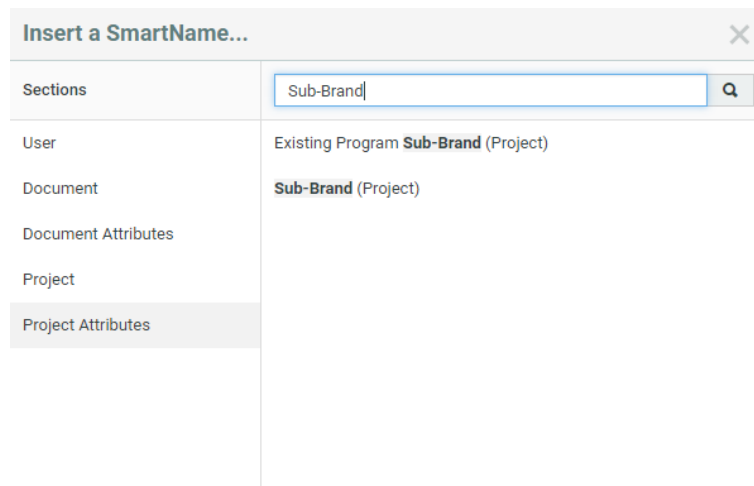 Insert a SmartName...
Sections
Sub-Brand
User
Existing Program Sub-Brand (Project)
Document
Sub-Brand (Project)
Document Attributes
Project
Project Attributes